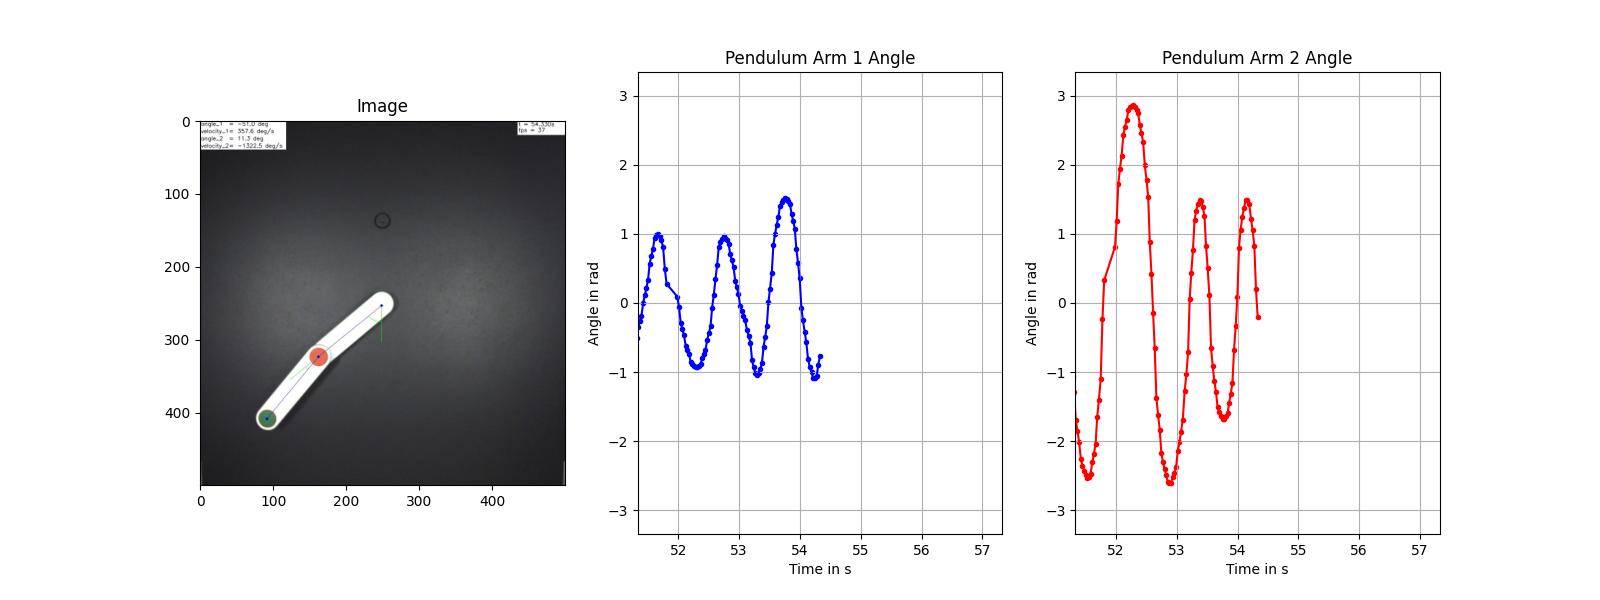 Image
angle_1 = -51.0 deg
velocity_1= 357.6 deg/s
angle_2 = 11.3 deg
velocity_2= -1322.5 deg/s
t = 54.330s
fps = 37
0
100
200
300
400
0 100 200 300 400
Pendulum Arm 1 Angle
Angle in rad
3
2
1
0
−1
−2
−3
52 53 54 55 56 57
Time in s
Pendulum Arm 2 Angle
Angle in rad
3
2
1
0
−1
−2
−3
52 53 54 55 56 57
Time in s